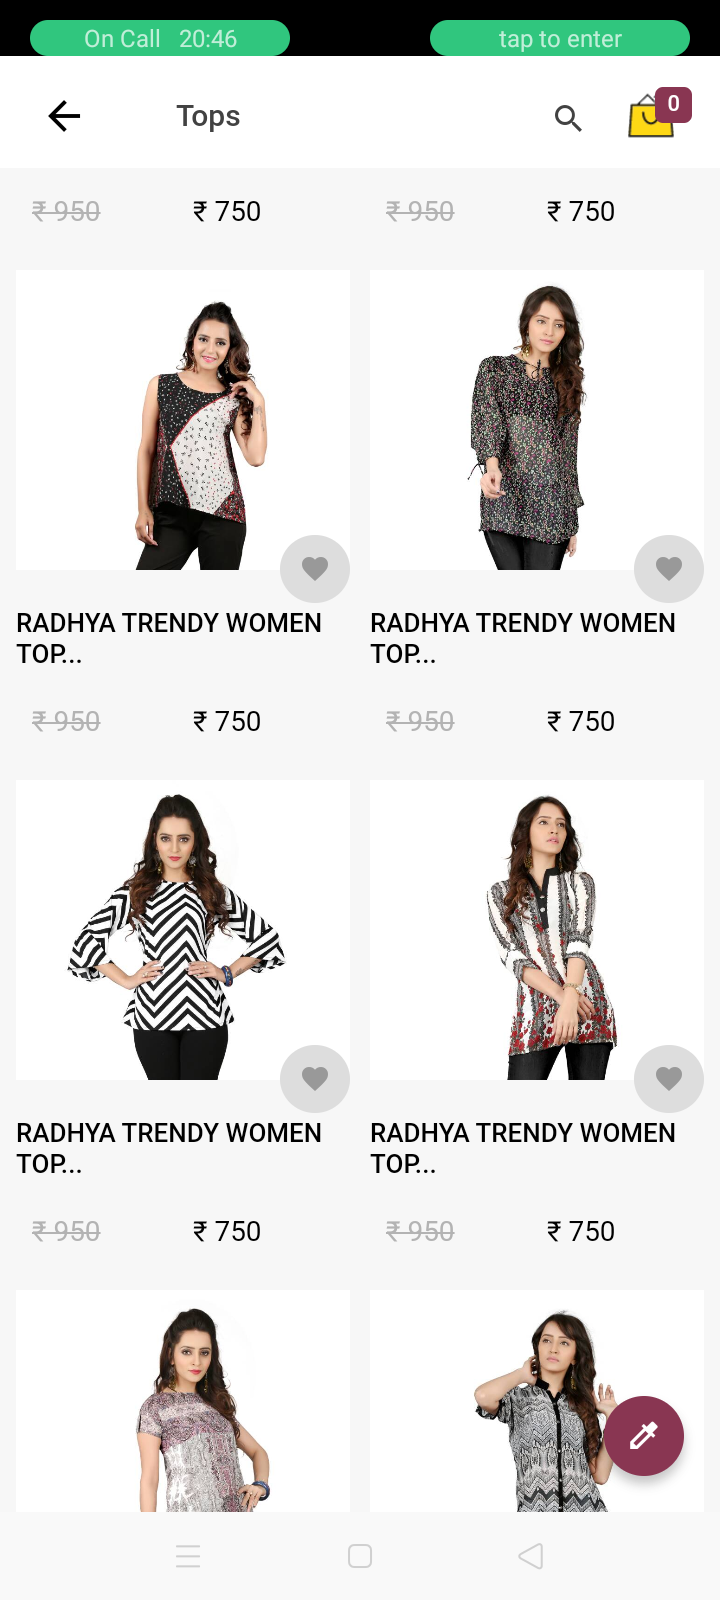 On Call 20:46
tap to enter
Tops
0
₹ 950 ₹ 750
₹ 950 ₹ 750
RADHYA TRENDY WOMEN
TOP...
RADHYA TRENDY WOMEN
TOP...
₹ 950 ₹ 750
₹ 950 ₹ 750
RADHYA TRENDY WOMEN
TOP...
RADHYA TRENDY WOMEN
TOP...
₹ 950 ₹ 750
₹ 950 ₹ 750